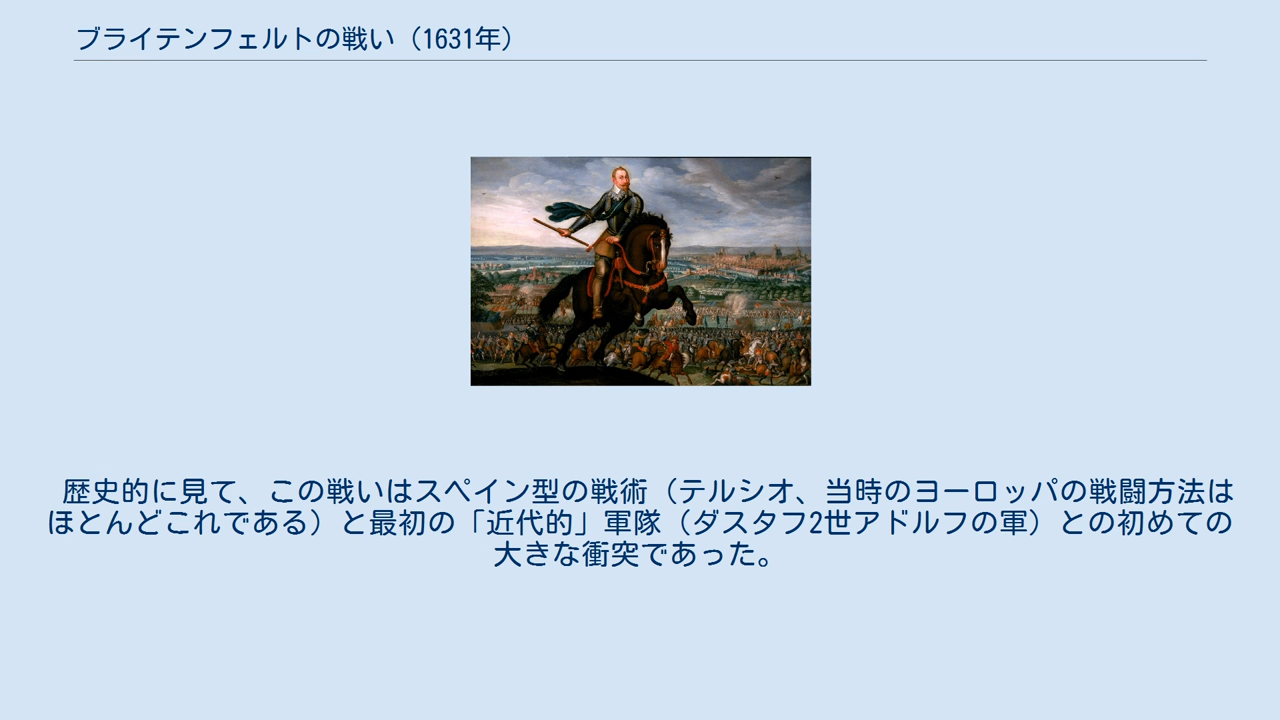 ブライテンフェルトの戦い（1631年）
歴史的に見て、この戦いはスペイン型の戦術（テルシオ、当時のヨーロッパの戦闘方法は
ほとんどこれである）と最初の「近代的」軍隊（ダスタフ2世アドルフの軍）との初めての
大きな衝突であった。